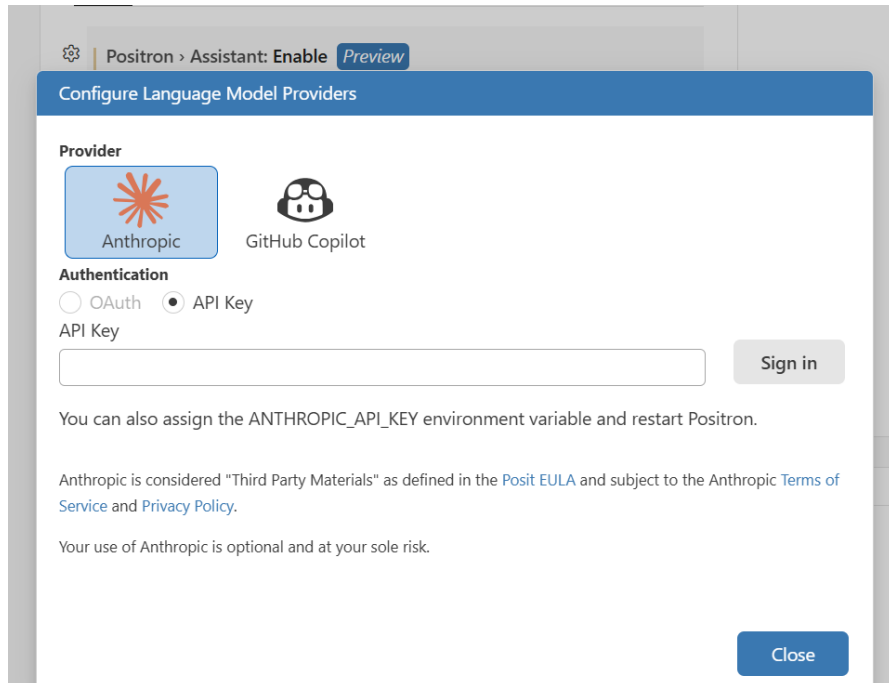 Positron › Assistant: Enable Preview
Configure Language Model Providers
Provider
Anthropic GitHub Copilot
Authentication
OAuth API Key
API Key
Sign in
You can also assign the ANTHROPIC_API_KEY environment variable and restart Positron.
Anthropic is considered "Third Party Materials" as defined in the Posit EULA and subject to the Anthropic Terms of
Service and Privacy Policy.
Your use of Anthropic is optional and at your sole risk.
Close